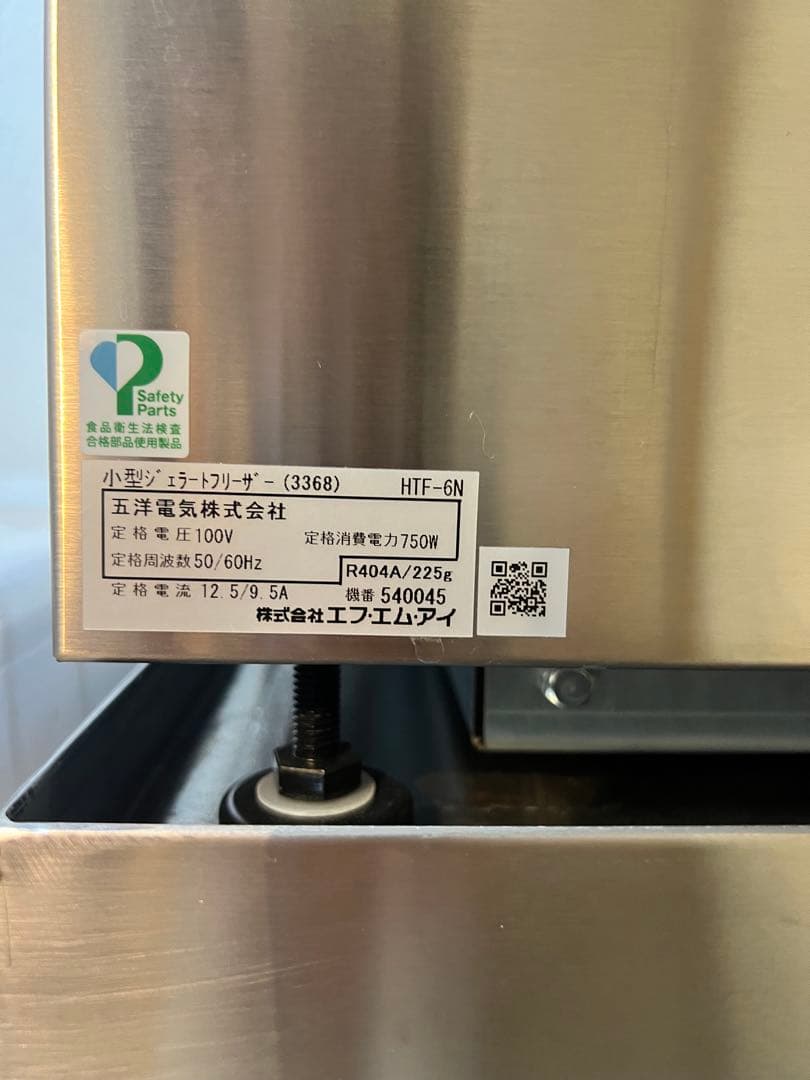 Safety
Parts
食品衛生法検査
合格部品使用製品
小型ジェラートフリーザー(3368) HTF-6N
五洋電気株式会社
定格電圧100V 定格消費電力750W
定格周波数50/60Hz
R404A/225g
定格電流 12.5/9.5A 機番 540045
株式会社エフ・エム・アイ